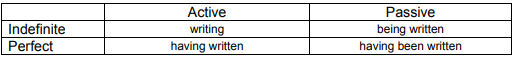 Active Passive
Indefinite writing being written
Perfect having written having been written